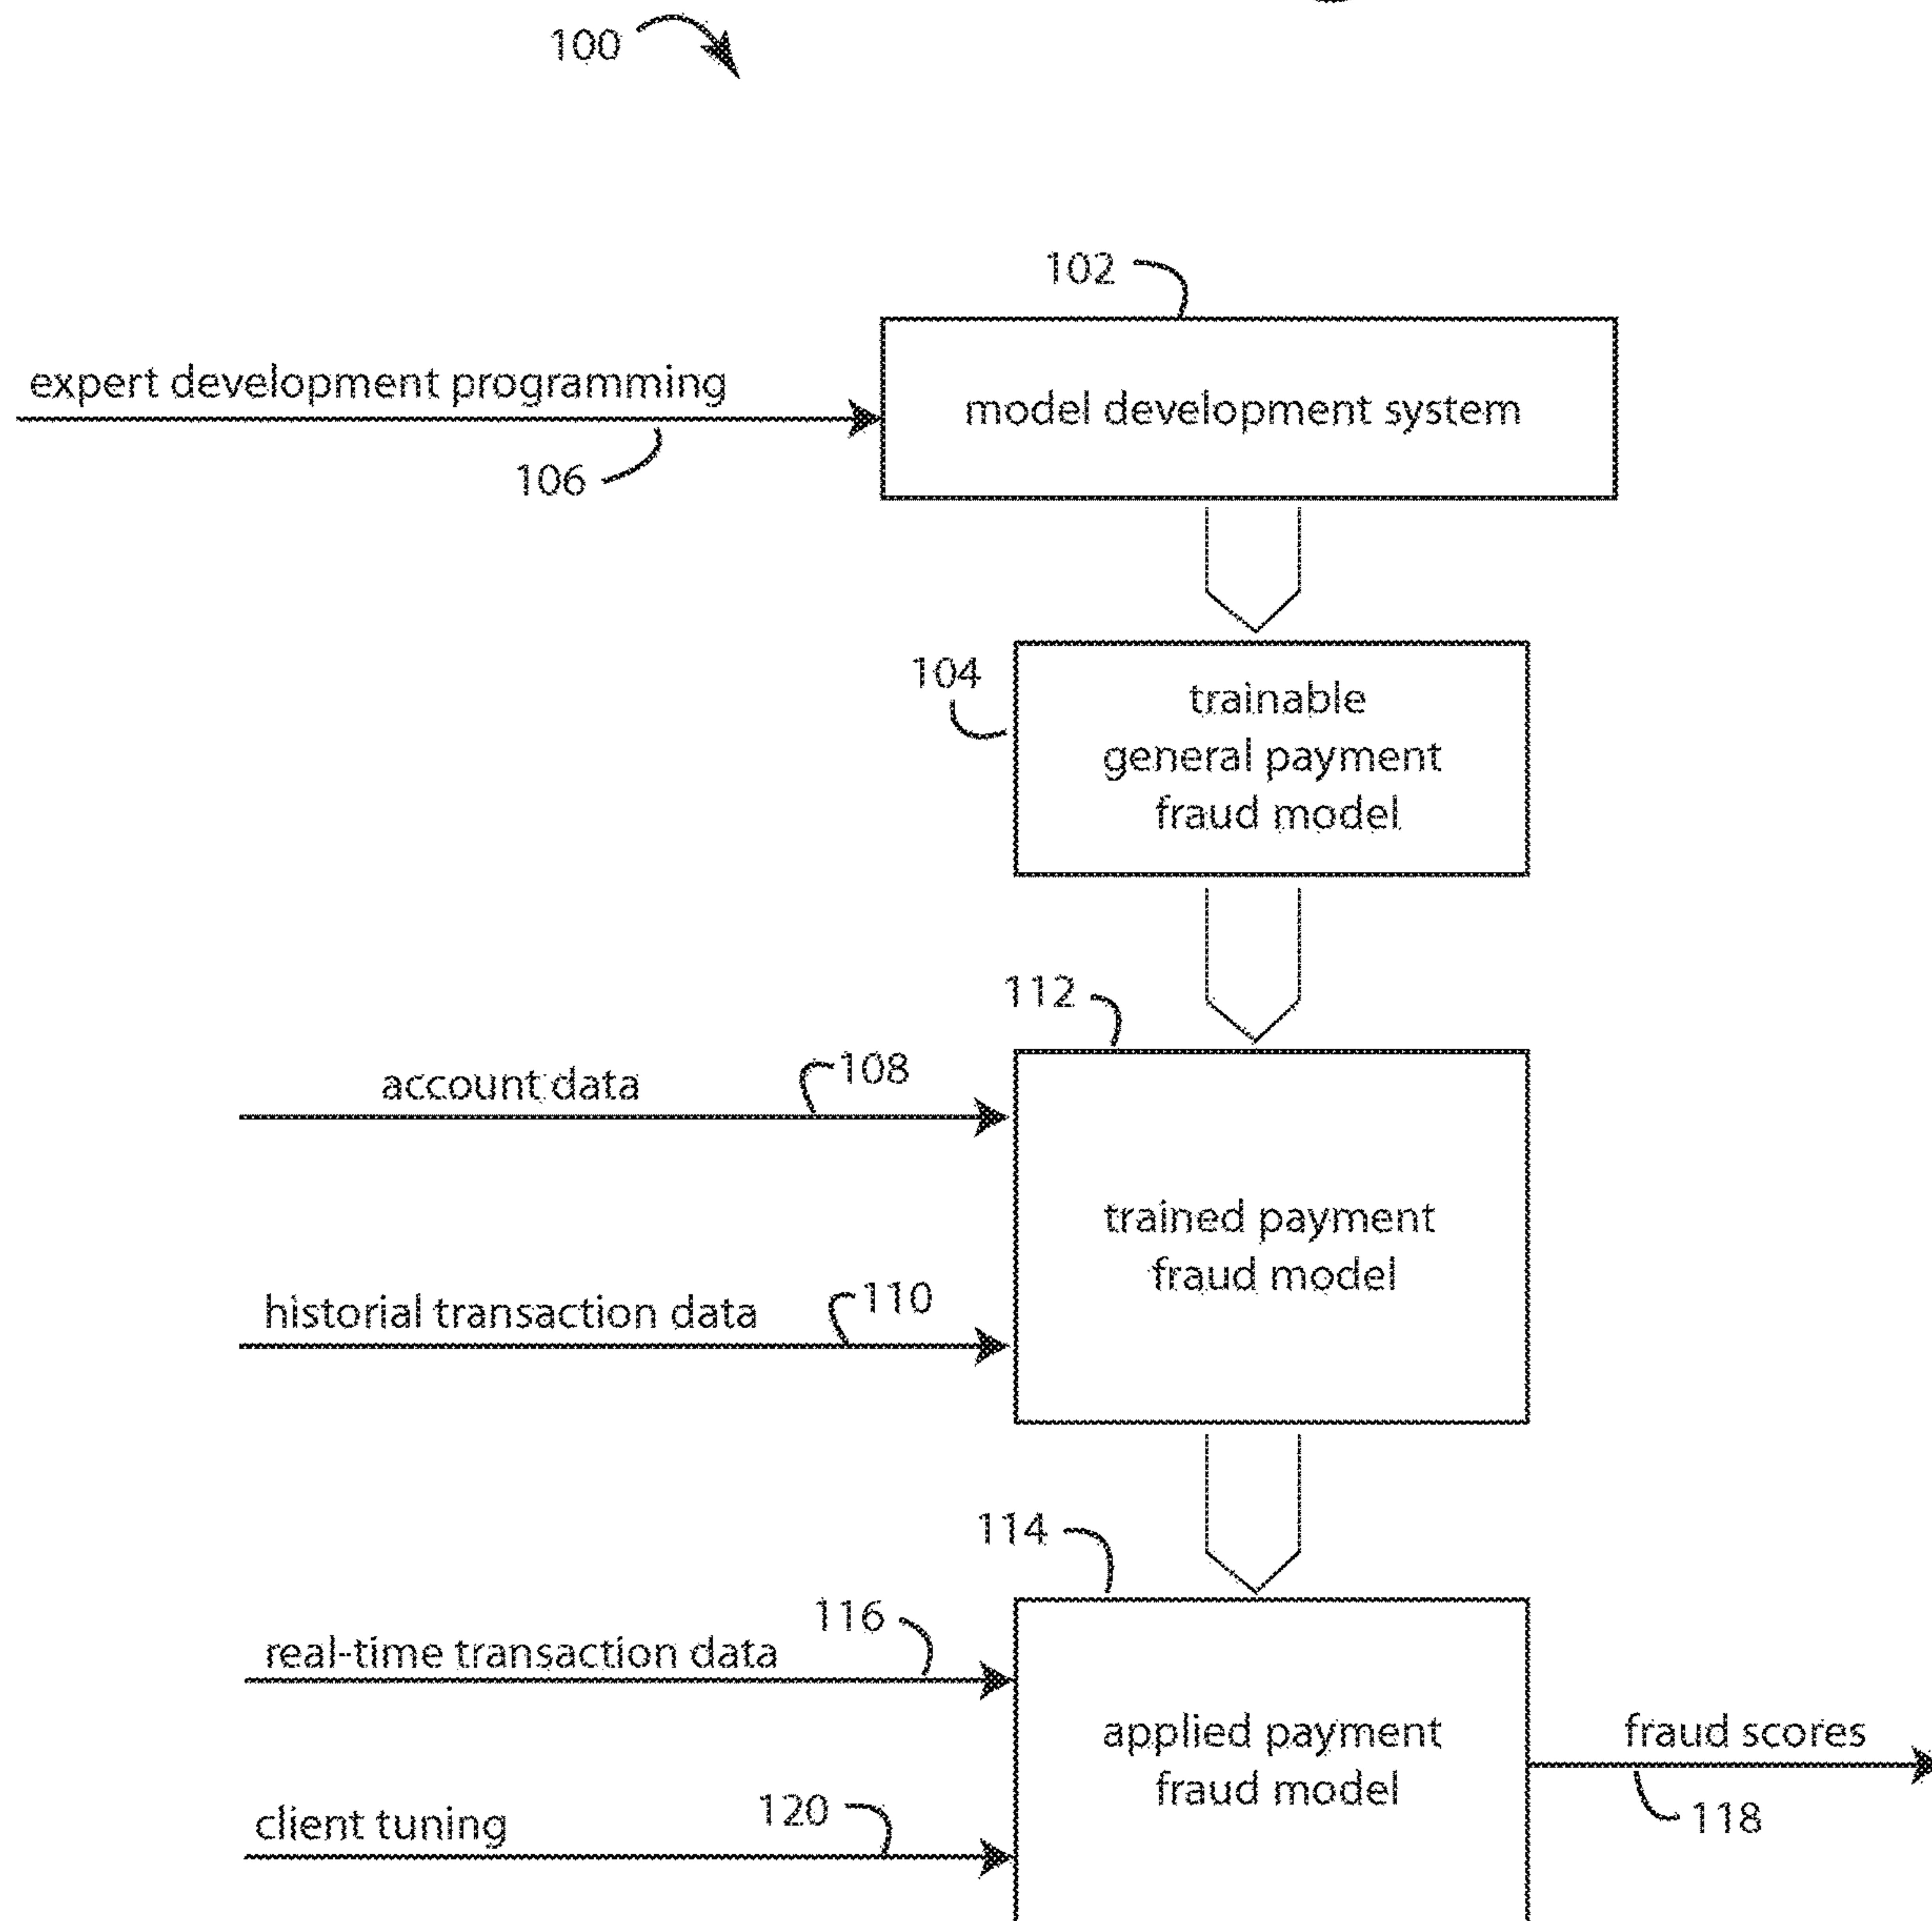 100
102
expert development programming
model development system
106
104
trainable
general payment
fraud model
112
108
account data
trained payment
fraud model
110
historial transaction data
114
116
real-time transaction data
applied payment
fraud model
fraud scores
118
120
client tuning